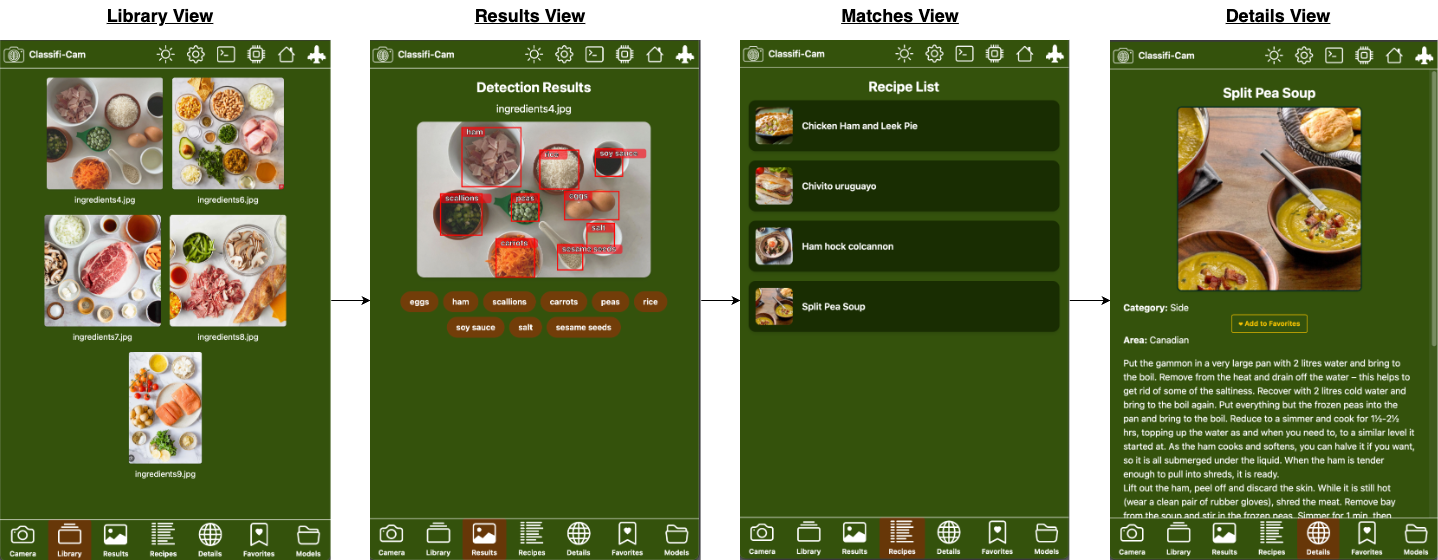 Library View
Classifi-Cam
ingredients4.jpg
ingredients6.jpg
ingredients7.jpg
ingredients8.jpg
ingredients9.jpg
Camera
Library
Results
Recipes
Details
Favorites
Models
Results View
Classifi-Cam
Detection Results
ingredients4.jpg
ham
rice
soy sauce
scallions
peas
eggs
salt
carrots
sesame seeds
eggs
ham
scallions
carrots
peas
rice
soy sauce
salt
sesame seeds
Camera
Library
Results
Recipes
Details
Favorites
Models
Matches View
Classifi-Cam
Recipe List
Chicken Ham and Leek Pie
Chivito uruguayo
Ham hock colcannon
Split Pea Soup
Camera
Library
Results
Recipes
Details
Favorites
Models
Details View
Classifi-Cam
Split Pea Soup
Category: Side
♥ Add to Favorites
Area: Canadian
Put the gammon in a very large pan with 2 litres water and bring to
the boil. Remove from the heat and drain off the water – this helps to
get rid of some of the saltiness. Recover with 2 litres cold water and
bring to the boil again. Put everything but the frozen peas into the
pan and bring to the boil. Reduce to a simmer and cook for 1½-2½
hrs, topping up the water as and when you need to, to a similar level it
started at. As the ham cooks and softens, you can halve it if you want,
so it is all submerged under the liquid. When the ham is tender
enough to pull into shreds, it is ready.
Lift out the ham, peel off and discard the skin. While it is still hot
(wear a clean pair of rubber gloves), shred the meat. Remove bay
from the soup and stir in the frozen peas. Simmer for 1 min, then
Camera
Library
Results
Recipes
Details
Favorites
Models